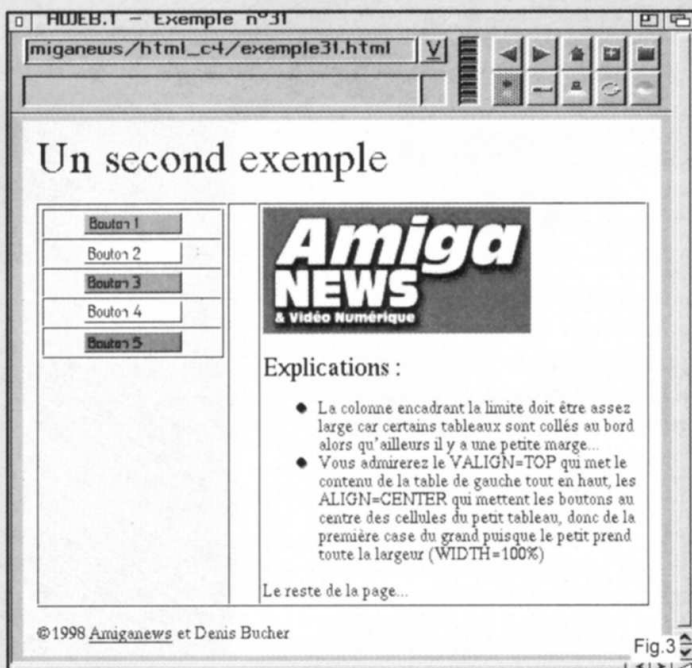 AWEB.1 - Exemple n°31
miganews/html_c4/exemple31.html
V
Un second exemple
Bouton 1
Bouton 2
Bouton 3
Bouton 4
Bouton 5
Amiga
NEWS
& Vidéo Numérique
Explications :
La colonne encadrant la limite doit être assez
large car certains tableaux sont collés au bord
alors qu'ailleurs il y a une petite marge...
Vous admirerez le VALIGN=TOP qui met le
contenu de la table de gauche tout en haut, les
ALIGN=CENTER qui mettent les boutons au
centre des cellules du petit tableau, donc de la
première case du grand puisque le petit prend
toute la largeur (WIDTH=100%)
Le reste de la page...
©1998 Amiganews et Denis Bucher
Fig.3